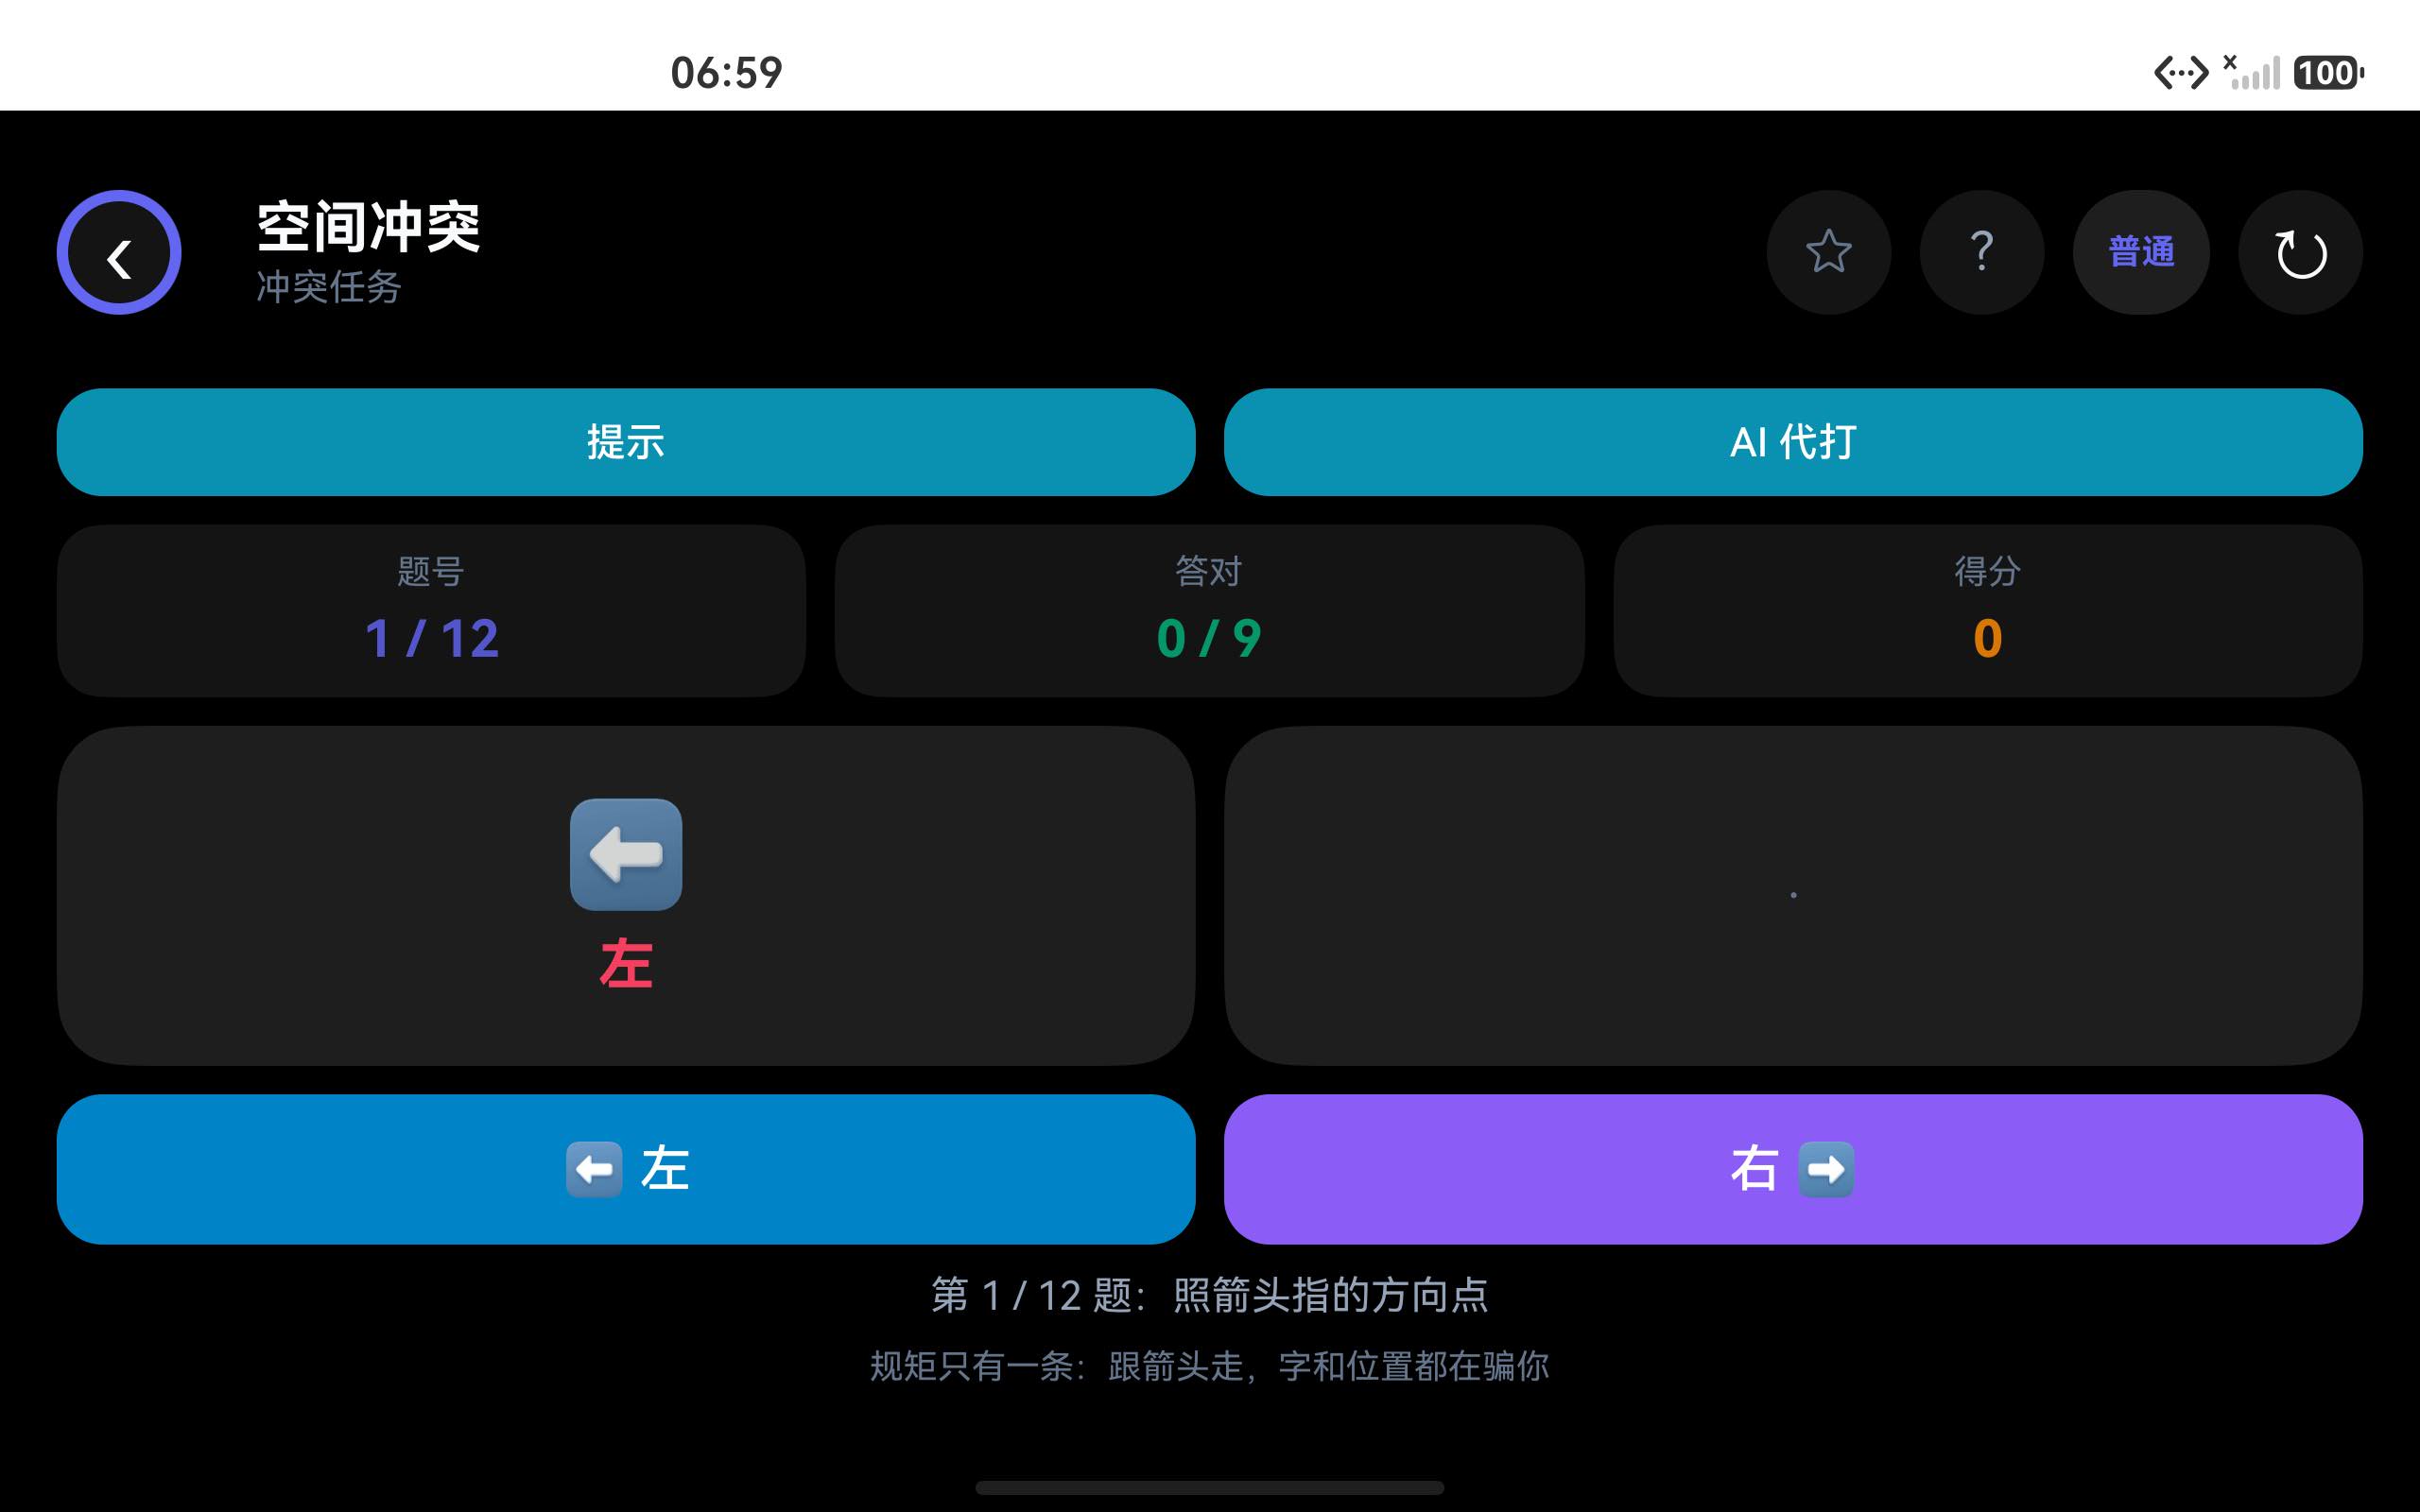 06:59
100
空间冲突
冲突任务
?
普通
提示
AI 代打
题号
1 / 12
答对
0 / 9
得分
0
左
左
右
第 1 / 12 题：照箭头指的方向点
规矩只有一条：跟箭头走，字和位置都在骗你